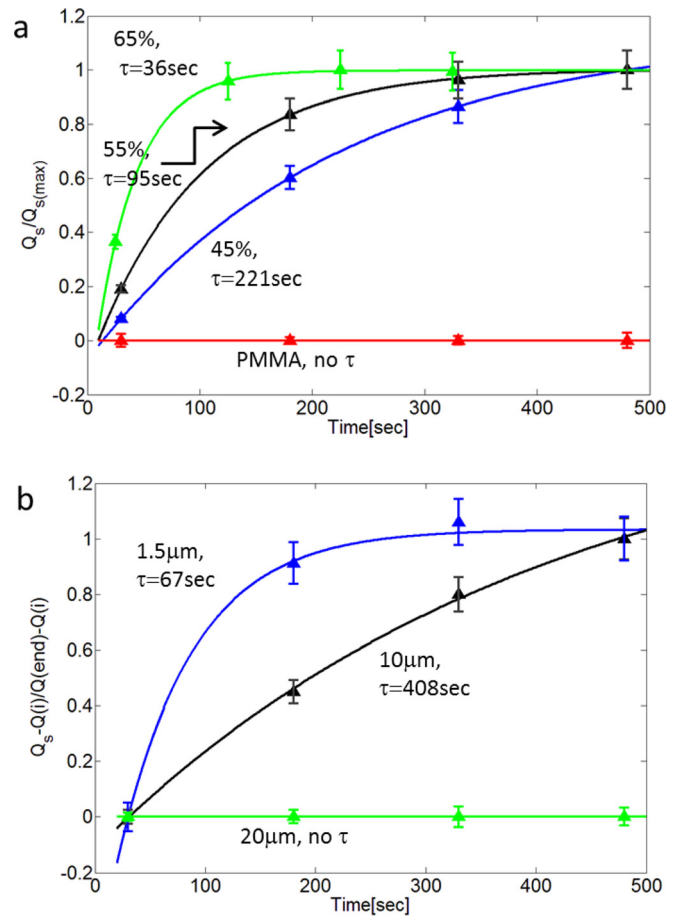 a
1.2
1
0.8
0.6
0.4
0.2
0
-0.2
Qs/Qs(max)
65%,
τ=36sec
55%,
τ=95sec
45%,
τ=221sec
PMMA, no τ
0 100 200 300 400 500
Time[sec]
b
1.2
1
0.8
0.6
0.4
0.2
0
-0.2
Qs-Q(i)/Q(end)-Q(i)
1.5μm,
τ=67sec
10μm,
τ=408sec
20μm, no τ
0 100 200 300 400 500
Time[sec]